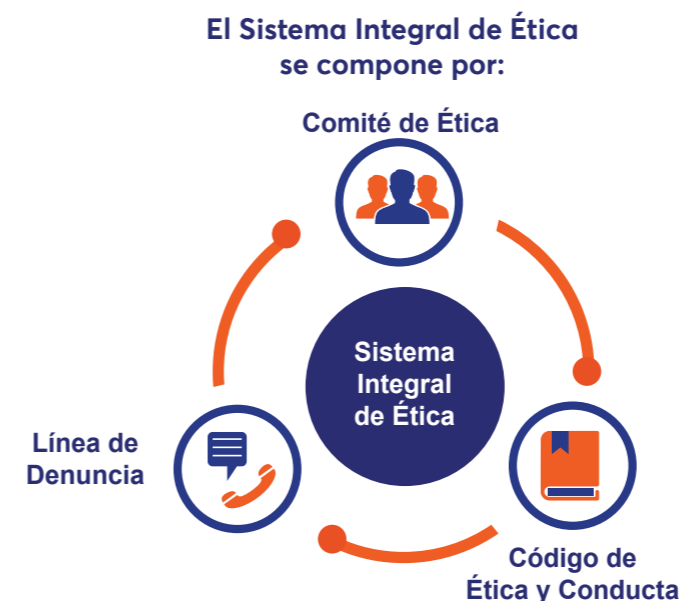 El Sistema Integral de Ética
se compone por:
Comité de Ética
Sistema
Integral
de Ética
Línea de
Denuncia
Código de
Ética y Conducta